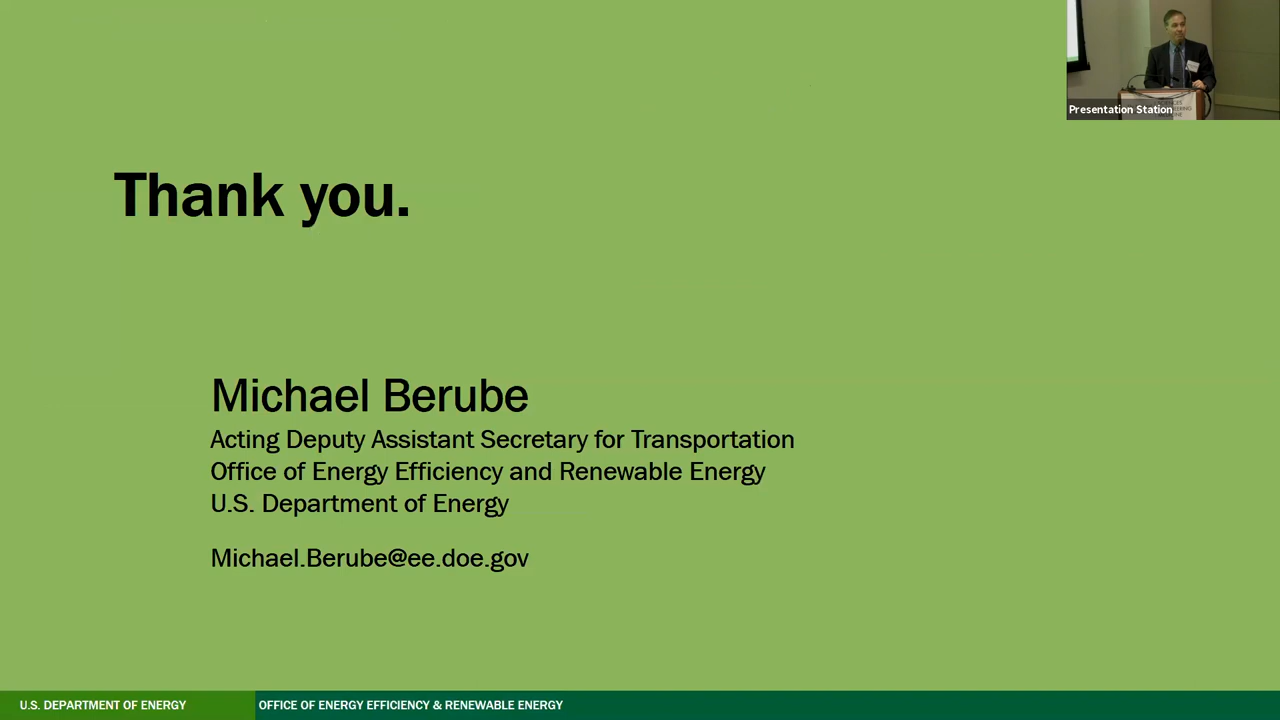 Presentation Station
Thank you.
Michael Berube
Acting Deputy Assistant Secretary for Transportation
Office of Energy Efficiency and Renewable Energy
U.S. Department of Energy
Michael.Berube@ee.doe.gov
U.S. DEPARTMENT OF ENERGY
OFFICE OF ENERGY EFFICIENCY & RENEWABLE ENERGY